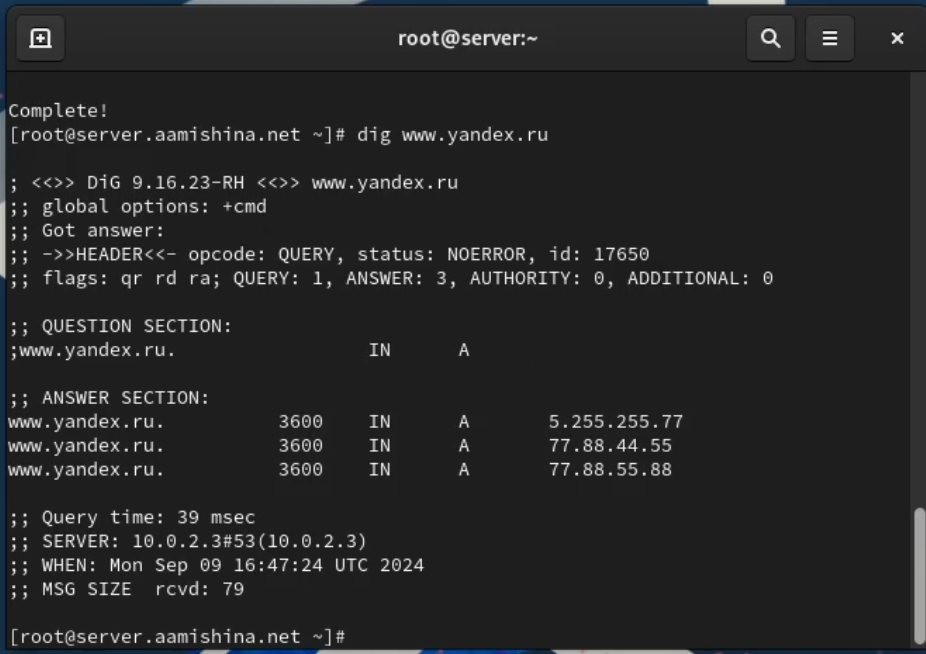 root@server:~
Complete!
[root@server.aamishina.net ~]# dig www.yandex.ru
; <<>> DiG 9.16.23-RH <<>> www.yandex.ru
;; global options: +cmd
;; Got answer:
;; ->>HEADER<<- opcode: QUERY, status: NOERROR, id: 17650
;; flags: qr rd ra; QUERY: 1, ANSWER: 3, AUTHORITY: 0, ADDITIONAL: 0
;; QUESTION SECTION:
;www.yandex.ru. IN A
;; ANSWER SECTION:
www.yandex.ru. 3600 IN A 5.255.255.77
www.yandex.ru. 3600 IN A 77.88.44.55
www.yandex.ru. 3600 IN A 77.88.55.88
;; Query time: 39 msec
;; SERVER: 10.0.2.3#53(10.0.2.3)
;; WHEN: Mon Sep 09 16:47:24 UTC 2024
;; MSG SIZE  rcvd: 79
[root@server.aamishina.net ~]#